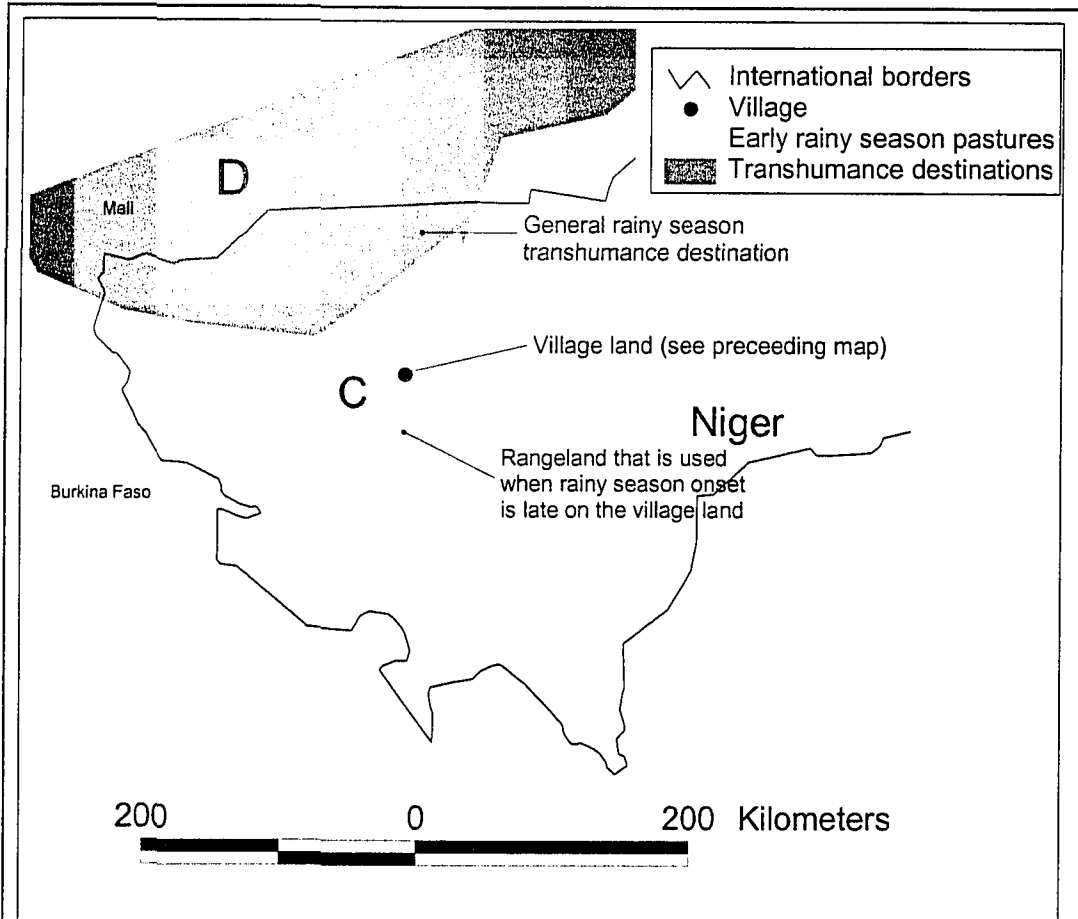 International borders
Village
Early rainy season pastures
Transhumance destinations
D
Mali
General rainy season
transhumance destination
Village land (see preceeding map)
C
Niger
Rangeland that is used
when rainy season onset
is late on the village land
Burkina Faso
200 0 200 Kilometers